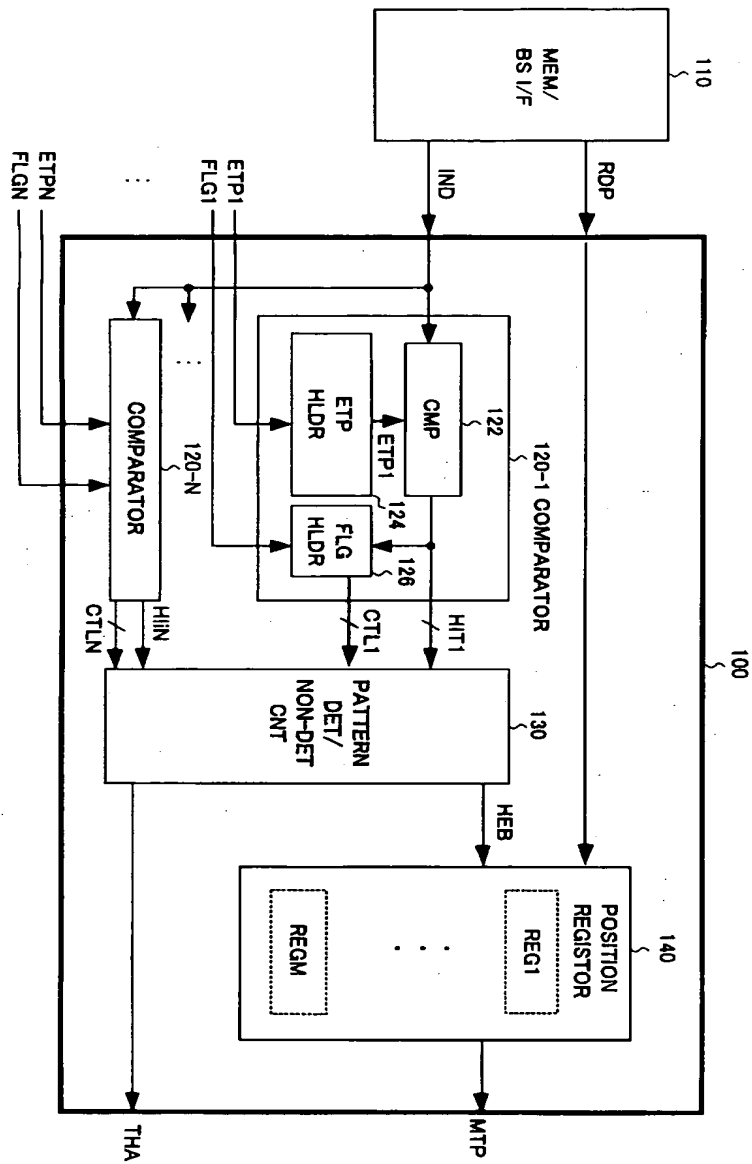 110
MEM/
BS I/F
RDP
IND
100
120-1 COMPARATOR
CMP
122
ETP1
ETP
HLDR
124
FLG
HLDR
126
HIT1
CTL1
ETP1
FLG1
...
...
COMPARATOR
120-N
HIiN
CTLN
ETPN
FLGN
PATTERN
DET/
NON-DET
CNT
130
HEB
POSITION
REGISTOR
140
REG1
. . .
REGM
MTP
THA